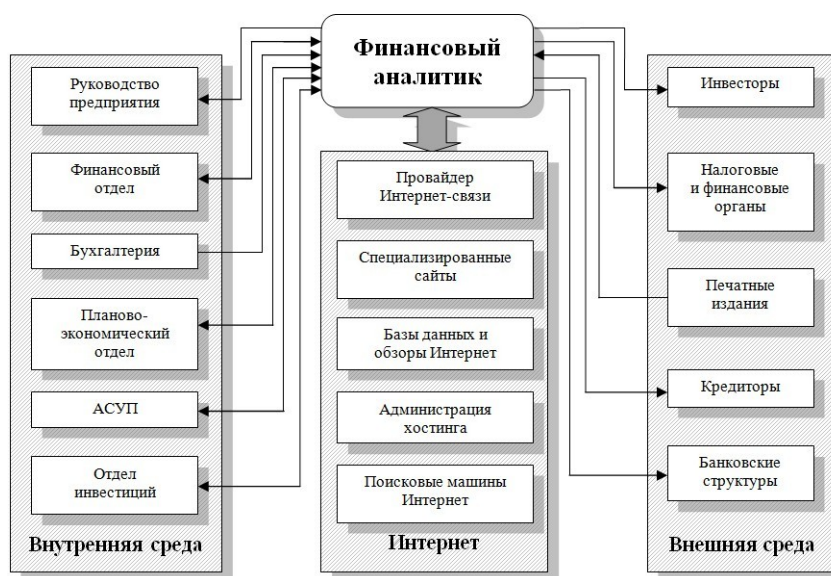 Финансовый
аналитик
Руководство
предприятия
Финансовый
отдел
Бухгалтерия
Планово-
экономический
отдел
АСУП
Отдел
инвестиций
Внутренняя среда
Провайдер
Интернет-связи
Специализированные
сайты
Базы данных и
обзоры Интернет
Администрация
хостинга
Поисковые машины
Интернет
Интернет
Инвесторы
Налоговые
и финансовые
органы
Печатные
издания
Кредиторы
Банковские
структуры
Внешняя среда